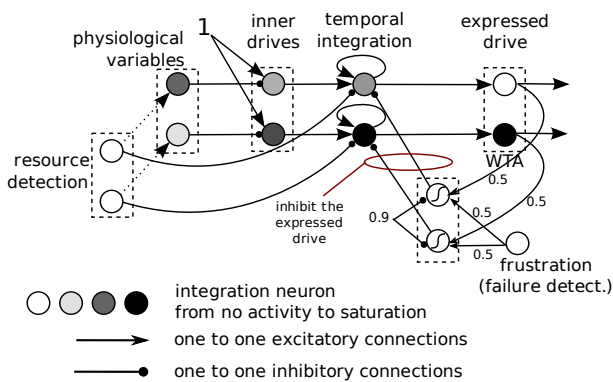 physiological
variables
1
inner
drives
temporal
integration
expressed
drive
resource
detection
WTA
inhibit the
expressed
drive
0.5
0.5
0.9
0.5
0.5
frustration
(failure detect.)
integration neuron
from no activity to saturation
one to one excitatory connections
one to one inhibitory connections